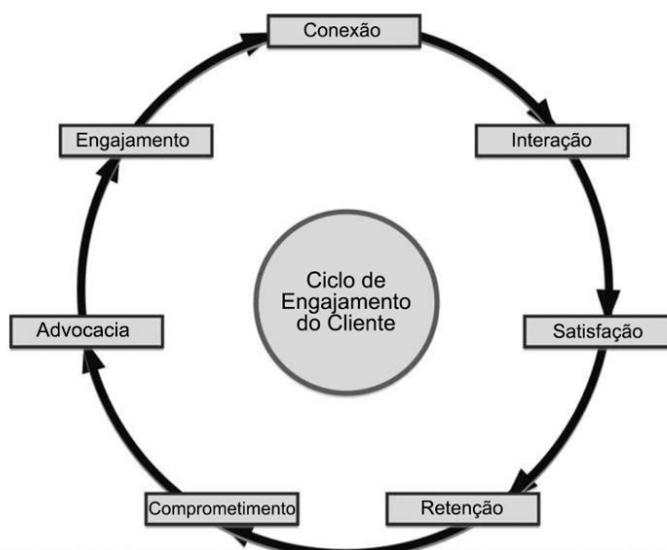 Conexão
Engajamento
Interação
Ciclo de
Engajamento
do Cliente
Advocacia
Satisfação
Comprometimento
Retenção